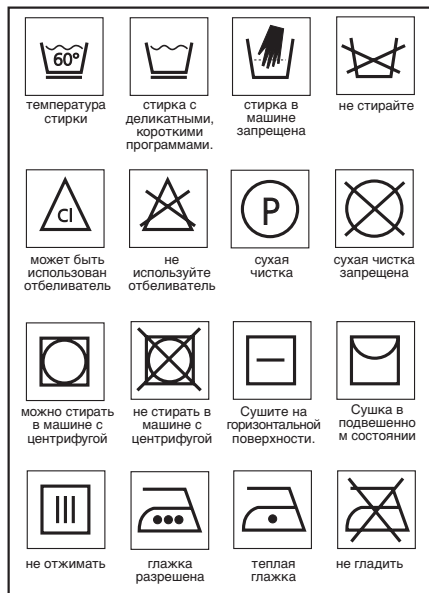 60°
температура
стирки
стирка с
деликатными,
короткими
программами.
стирка в
машине
запрещена
не стирайте
Cl
может быть
использован
отбеливатель
не
используйте
отбеливатель
P
сухая
чистка
сухая чистка
запрещена
можно стирать
в машине с
центрифугой
не стирать в
машине с
центрифугой
Сушите на
горизонтальной
поверхности.
Сушка в
подвешенно
м состоянии
не отжимать
глажка
разрешена
теплая
глажка
не гладить